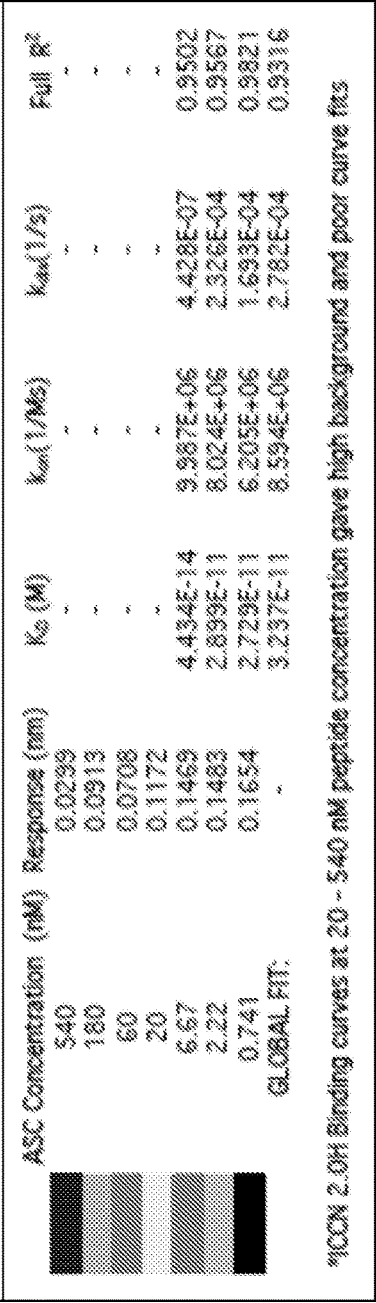 ASC Concentration (nM) Response (nm) KD (M) kon(1/Ms) kdis(1/s) Full R²
540 0.0299 - - - -
180 0.0913 - - - -
60 0.0708 - - - -
20 0.1172 - - - -
6.67 0.1469 4.434E-14 9.987E+06 4.428E-07 0.9502
2.22 0.1483 2.899E-11 8.024E+06 2.326E-04 0.9567
0.741 0.1654 2.729E-11 6.205E+06 1.693E-04 0.9821
GLOBAL FIT: - 3.237E-11 8.594E+06 2.782E-04 0.9316
*ICCN 2.0H Binding curves at 20 - 540 nM peptide concentration gave high background and poor curve fits